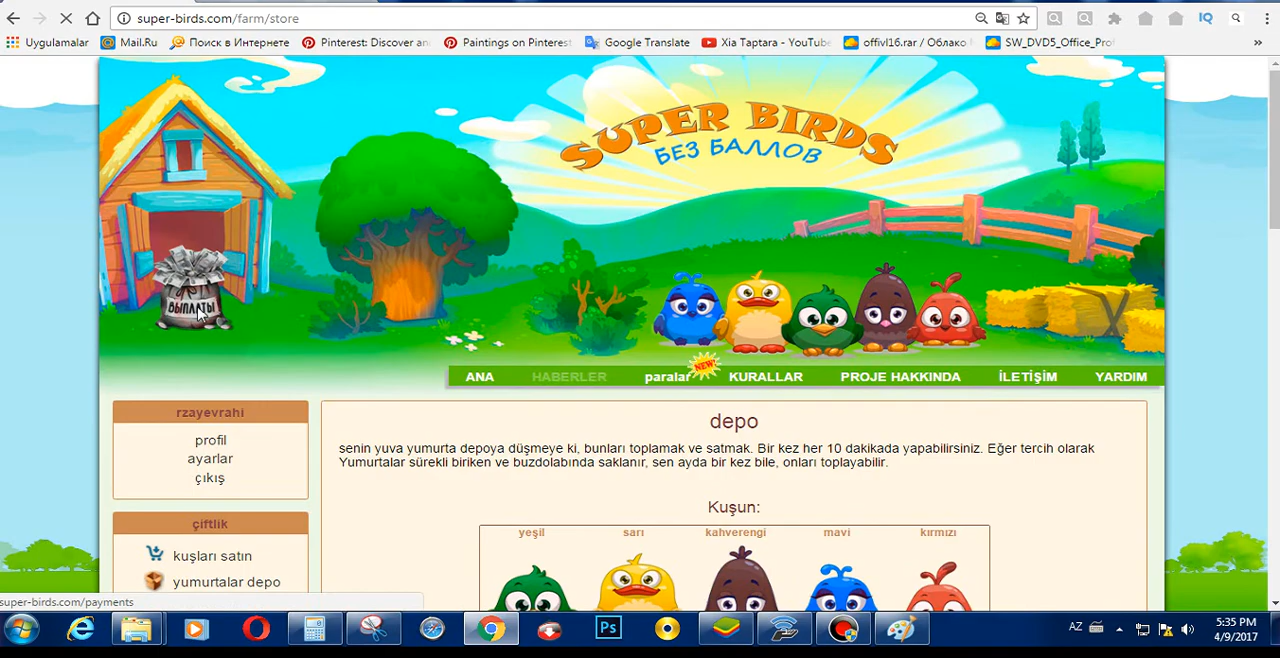 super-birds.com/farm/store
Uygulamalar Mail.Ru Поиск в Интернете Pinterest: Discover an Paintings on Pinterest Google Translate Xia Taptara - YouTube offivl16.rar / Облако SW_DVD5_Office_Prof »
SUPER BIRDS
БЕЗ БАЛЛОВ
ВЫПЛАТЫ
NEW
ANA HABERLER paralar KURALLAR PROJE HAKKINDA İLETİŞİM YARDIM
rzayevrahi
profil
ayarlar
çıkış
çiftlik
kuşları satın
yumurtalar depo
depo
senin yuva yumurta depoya düşmeye ki, bunları toplamak ve satmak. Bir kez her 10 dakikada yapabilirsiniz. Eğer tercih olarak
Yumurtalar sürekli biriken ve buzdolabında saklanır, sen ayda bir kez bile, onları toplayabilir.
Kuşun:
yeşil sarı kahverengi mavi kırmızı
super-birds.com/payments
Ps
AZ
5:35 PM
4/9/2017
IQ